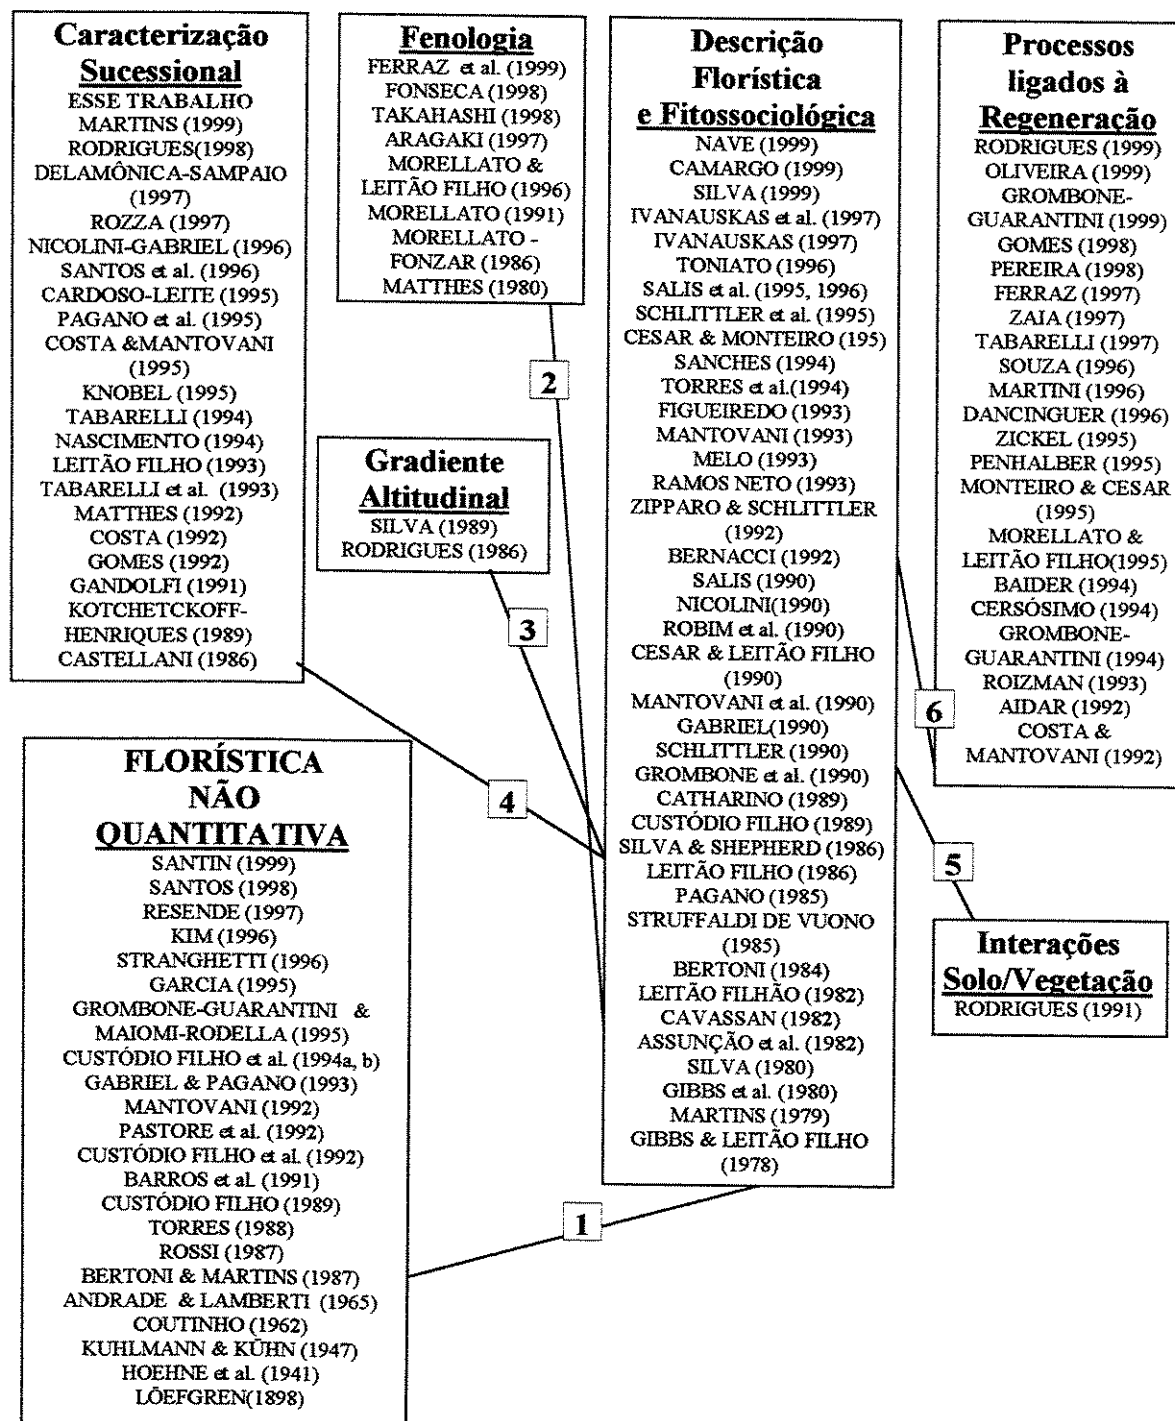 Caracterização
Sucessional
ESSE TRABALHO
MARTINS (1999)
RODRIGUES(1998)
DELAMÔNICA-SAMPAIO
(1997)
ROZZA (1997)
NICOLINI-GABRIEL (1996)
SANTOS et al. (1996)
CARDOSO-LEITE (1995)
PAGANO et al. (1995)
COSTA &MANTOVANI
(1995)
KNOBEL (1995)
TABARELLI (1994)
NASCIMENTO (1994)
LEITÃO FILHO (1993)
TABARELLI et al. (1993)
MATTHES (1992)
COSTA (1992)
GOMES (1992)
GANDOLFI (1991)
KOTCHETCKOFF-
HENRIQUES (1989)
CASTELLANI (1986)
Fenologia
FERRAZ et al. (1999)
FONSECA (1998)
TAKAHASHI (1998)
ARAGAKI (1997)
MORELLATO &
LEITÃO FILHO (1996)
MORELLATO (1991)
MORELLATO -
FONZAR (1986)
MATTHES (1980)
2
Gradiente
Altitudinal
SILVA (1989)
RODRIGUES (1986)
3
4
Descrição
Florística
e Fitossociológica
NAVE (1999)
CAMARGO (1999)
SILVA (1999)
IVANAUSKAS et al. (1997)
IVANAUSKAS (1997)
TONIATO (1996)
SALIS et al. (1995, 1996)
SCHLITTLER et al. (1995)
CESAR & MONTEIRO (195)
SANCHES (1994)
TORRES et al.(1994)
FIGUEIREDO (1993)
MANTOVANI (1993)
MELO (1993)
RAMOS NETO (1993)
ZIPPARO & SCHLITTLER
(1992)
BERNACCI (1992)
SALIS (1990)
NICOLINI(1990)
ROBIM et al. (1990)
CESAR & LEITÃO FILHO
(1990)
MANTOVANI et al. (1990)
GABRIEL(1990)
SCHLITTLER (1990)
GROMBONE et al. (1990)
CATHARINO (1989)
CUSTÓDIO FILHO (1989)
SILVA & SHEPHERD (1986)
LEITÃO FILHO (1986)
PAGANO (1985)
STRUFFALDI DE VUONO
(1985)
BERTONI (1984)
LEITÃO FILHÃO (1982)
CAVASSAN (1982)
ASSUNÇÃO et al. (1982)
SILVA (1980)
GIBBS et al. (1980)
MARTINS (1979)
GIBBS & LEITÃO FILHO
(1978)
Processos
ligados à
Regeneração
RODRIGUES (1999)
OLIVEIRA (1999)
GROMBONE-
GUARANTINI (1999)
GOMES (1998)
PEREIRA (1998)
FERRAZ (1997)
ZAIA (1997)
TABARELLI (1997)
SOUZA (1996)
MARTINI (1996)
DANCINGUER (1996)
ZICKEL (1995)
PENHALBER (1995)
MONTEIRO & CESAR
(1995)
MORELLATO &
LEITÃO FILHO(1995)
BAIDER (1994)
CERSÓSIMO (1994)
GROMBONE-
GUARANTINI (1994)
ROIZMAN (1993)
AIDAR (1992)
COSTA &
MANTOVANI (1992)
6
5
Interações
Solo/Vegetação
RODRIGUES (1991)
FLORÍSTICA
NÃO
QUANTITATIVA
SANTIN (1999)
SANTOS (1998)
RESENDE (1997)
KIM (1996)
STRANGHETTI (1996)
GARCIA (1995)
GROMBONE-GUARANTINI &
MAIOMI-RODELLA (1995)
CUSTÓDIO FILHO et al. (1994a, b)
GABRIEL & PAGANO (1993)
MANTOVANI (1992)
PASTORE et al. (1992)
CUSTÓDIO FILHO et al. (1992)
BARROS et al. (1991)
CUSTÓDIO FILHO (1989)
TORRES (1988)
ROSSI (1987)
BERTONI & MARTINS (1987)
ANDRADE & LAMBERTI (1965)
COUTINHO (1962)
KUHLMANN & KÜHN (1947)
HOEHNE et al. (1941)
LÖEFGREN(1898)
1